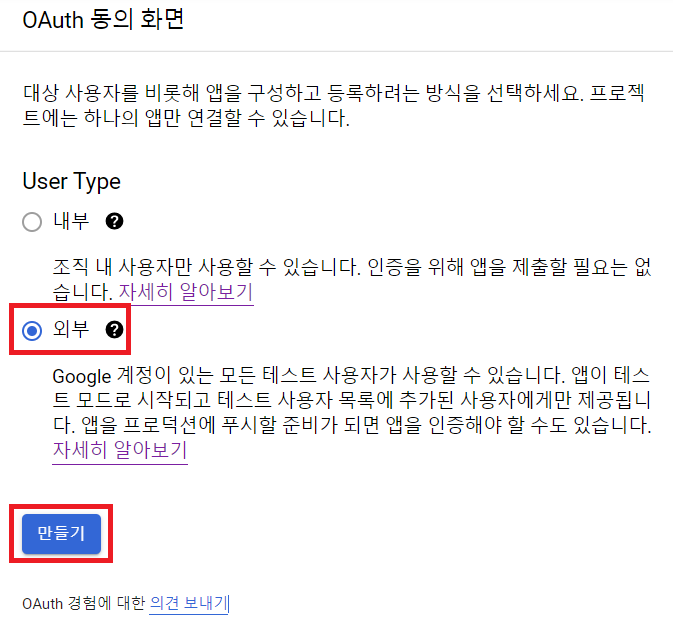 OAuth 동의 화면
대상 사용자를 비롯해 앱을 구성하고 등록하려는 방식을 선택하세요. 프로젝
트에는 하나의 앱만 연결할 수 있습니다.
User Type
내부
조직 내 사용자만 사용할 수 있습니다. 인증을 위해 앱을 제출할 필요는 없
습니다. 자세히 알아보기
외부
Google 계정이 있는 모든 테스트 사용자가 사용할 수 있습니다. 앱이 테스
트 모드로 시작되고 테스트 사용자 목록에 추가된 사용자에게만 제공됩니
다. 앱을 프로덕션에 푸시할 준비가 되면 앱을 인증해야 할 수도 있습니다.
자세히 알아보기
만들기
OAuth 경험에 대한 의견 보내기